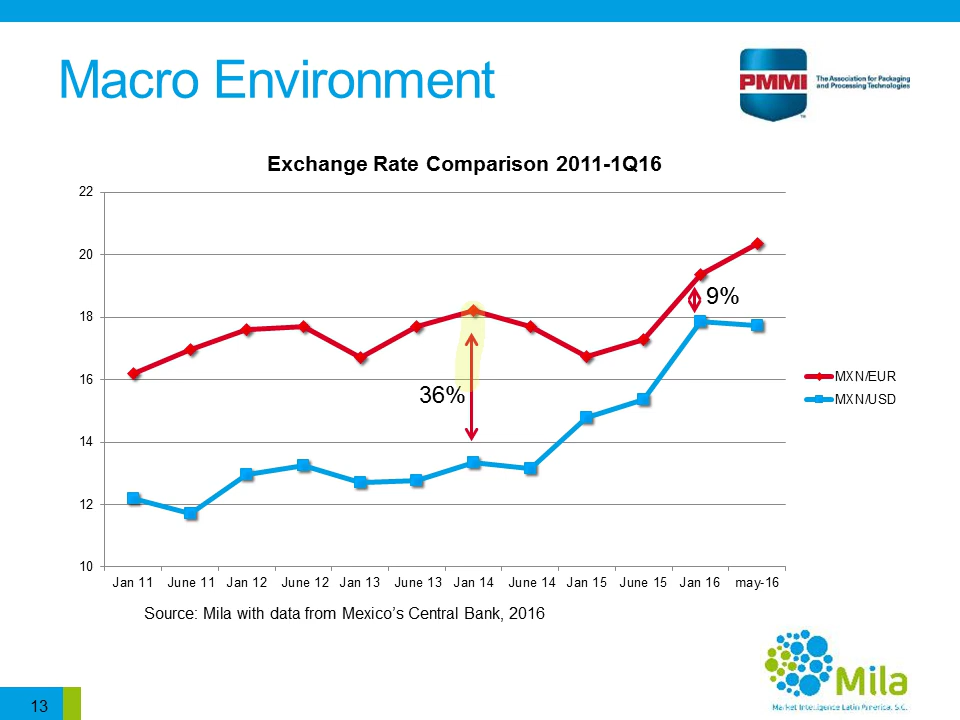 Macro Environment
PMMI
The Association for Packaging
and Processing Technologies
TM
Exchange Rate Comparison 2011-1Q16
22
20
18
16
14
12
10
9%
36%
MXN/EUR
MXN/USD
Jan 11 June 11 Jan 12 June 12 Jan 13 June 13 Jan 14 June 14 Jan 15 June 15 Jan 16 may-16
Source: Mila with data from Mexico’s Central Bank, 2016
Mila
Market Intelligence Latin America, S.C.
13